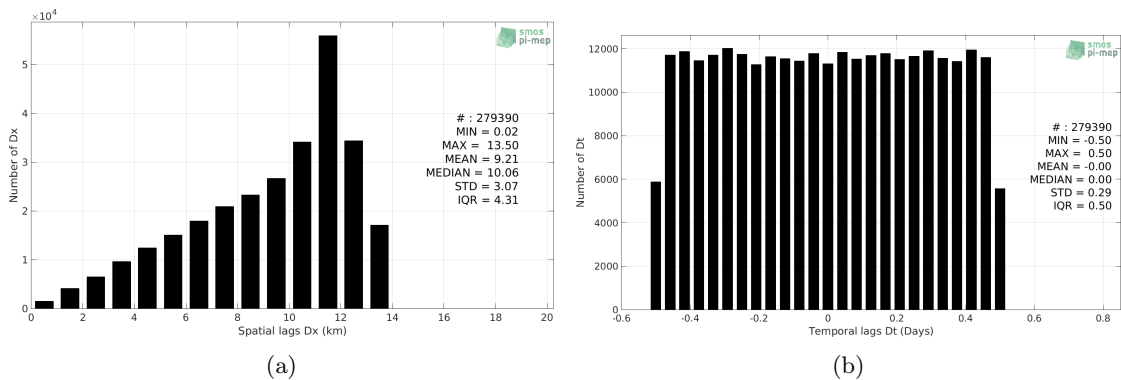 ×10⁴
smos
pi-mep
5
4
3
2
1
0
Number of Dx
# : 279390
MIN = 0.02
MAX = 13.50
MEAN = 9.21
MEDIAN = 10.06
STD = 3.07
IQR = 4.31
0 2 4 6 8 10 12 14 16 18 20
Spatial lags Dx (km)
(a)
smos
pi-mep
12000
10000
8000
6000
4000
2000
0
Number of Dt
# : 279390
MIN = -0.50
MAX = 0.50
MEAN = -0.00
MEDIAN = 0.00
STD = 0.29
IQR = 0.50
-0.6 -0.4 -0.2 0 0.2 0.4 0.6 0.8
Temporal lags Dt (Days)
(b)